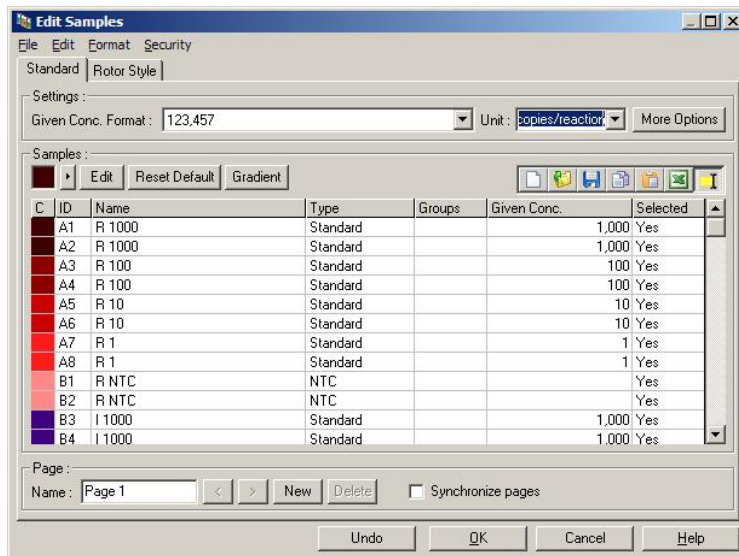 Edit Samples
File Edit Format Security
Standard Rotor Style
Settings :
Given Conc. Format : 123,457 Unit : copies/reaction More Options
Samples :
Edit Reset Default Gradient
C ID Name Type Groups Given Conc. Selected
A1 R 1000 Standard 1,000 Yes
A2 R 1000 Standard 1,000 Yes
A3 R 100 Standard 100 Yes
A4 R 100 Standard 100 Yes
A5 R 10 Standard 10 Yes
A6 R 10 Standard 10 Yes
A7 R 1 Standard 1 Yes
A8 R 1 Standard 1 Yes
B1 R NTC NTC Yes
B2 R NTC NTC Yes
B3 I 1000 Standard 1,000 Yes
B4 I 1000 Standard 1,000 Yes
Page :
Name : Page 1 < > New Delete Synchronize pages
Undo OK Cancel Help